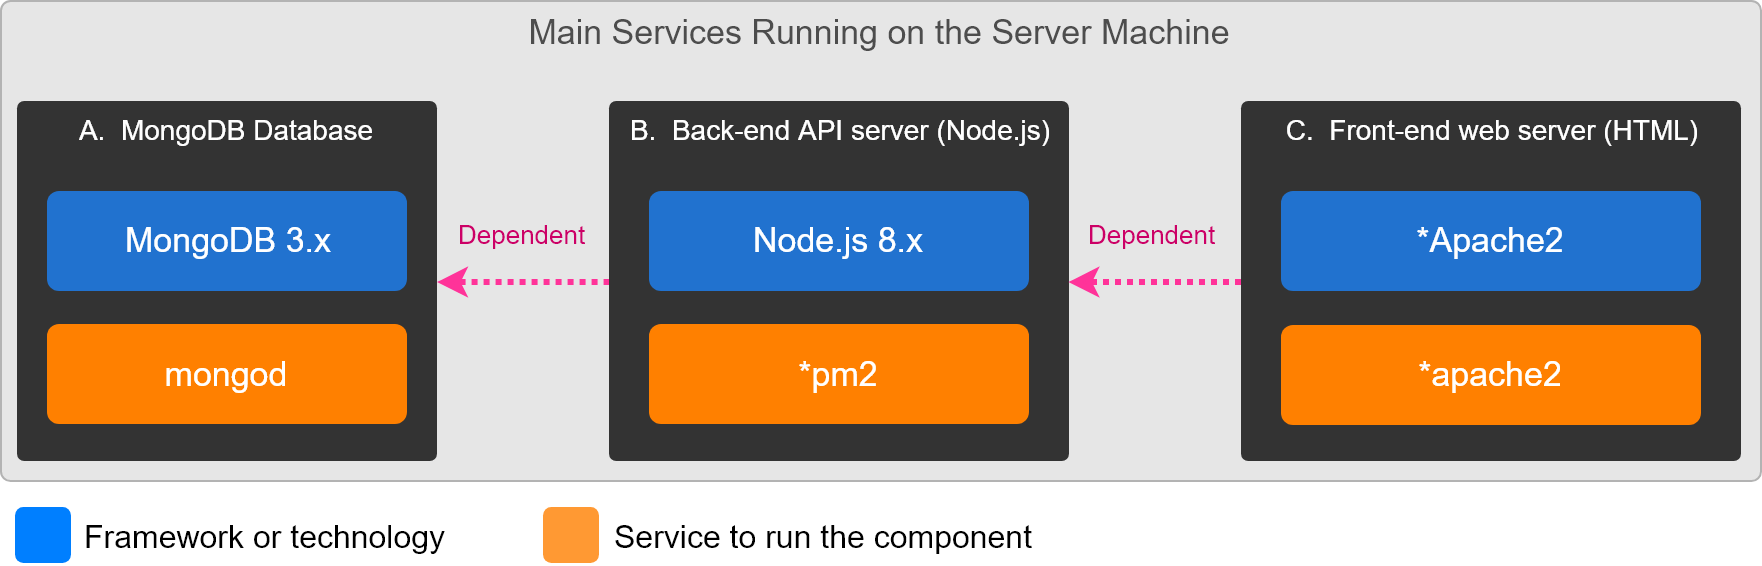 Main Services Running on the Server Machine
A. MongoDB Database
MongoDB 3.x
mongod
Dependent
B. Back-end API server (Node.js)
Node.js 8.x
*pm2
Dependent
C. Front-end web server (HTML)
*Apache2
*apache2
Framework or technology
Service to run the component